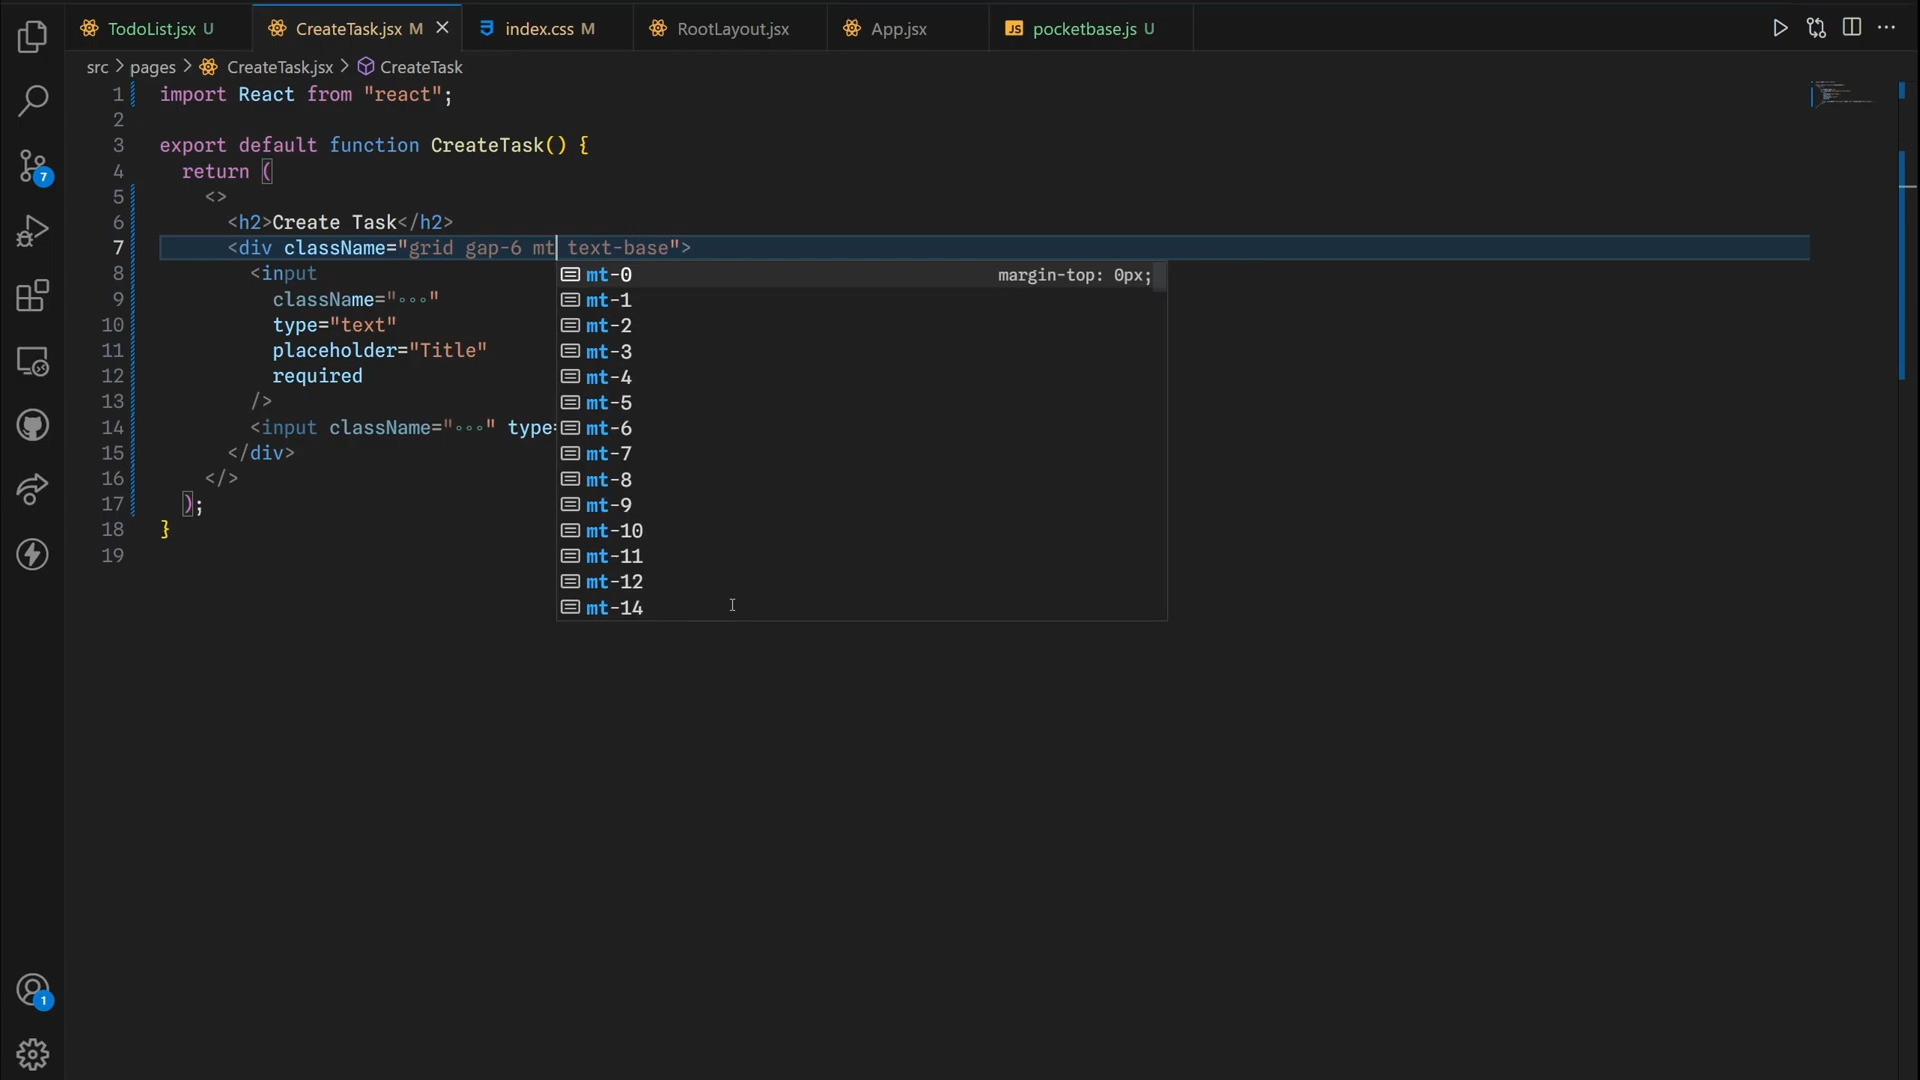 TodoList.jsx U
CreateTask.jsx M
index.css M
RootLayout.jsx
App.jsx
JS pocketbase.js U
src > pages > CreateTask.jsx > CreateTask
1 import React from "react";
2
3 export default function CreateTask() {
4 return (
5 <>
6 <h2>Create Task</h2>
7 <div className="grid gap-6 mt text-base">
8 <input
9 className="∘∘∘"
10 type="text"
11 placeholder="Title"
12 required
13 />
14 <input className="∘∘∘" type=
15 </div>
16 </>
17 );
18 }
19
mt-0 margin-top: 0px;
mt-1
mt-2
mt-3
mt-4
mt-5
mt-6
mt-7
mt-8
mt-9
mt-10
mt-11
mt-12
mt-14
7
1